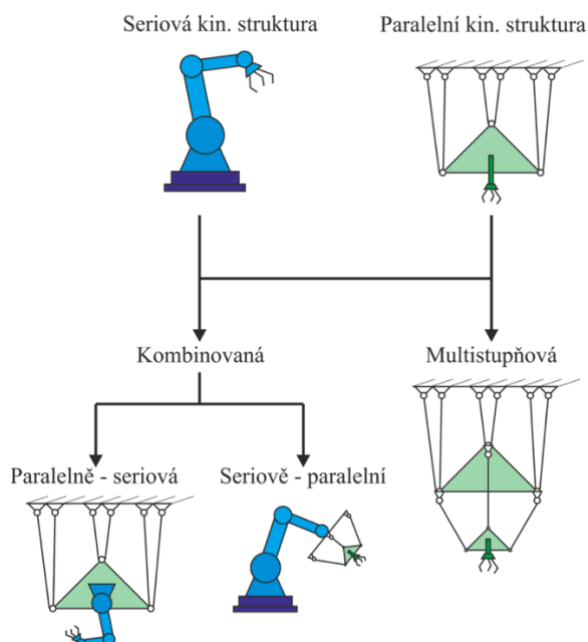 Seriová kin. struktura
Paralelní kin. struktura
Kombinovaná
Multistupňová
Paralelně - seriová
Seriově - paralelní